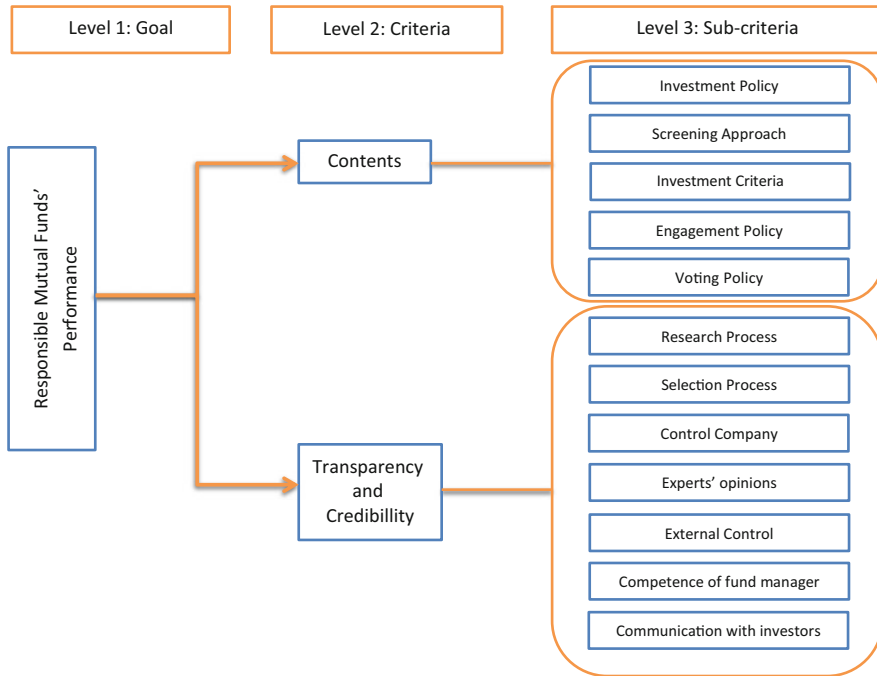 Level 1: Goal
Level 2: Criteria
Level 3: Sub-criteria
Responsible Mutual Funds’
Performance
Contents
Investment Policy
Screening Approach
Investment Criteria
Engagement Policy
Voting Policy
Transparency
and
Credibillity
Research Process
Selection Process
Control Company
Experts’ opinions
External Control
Competence of fund manager
Communication with investors